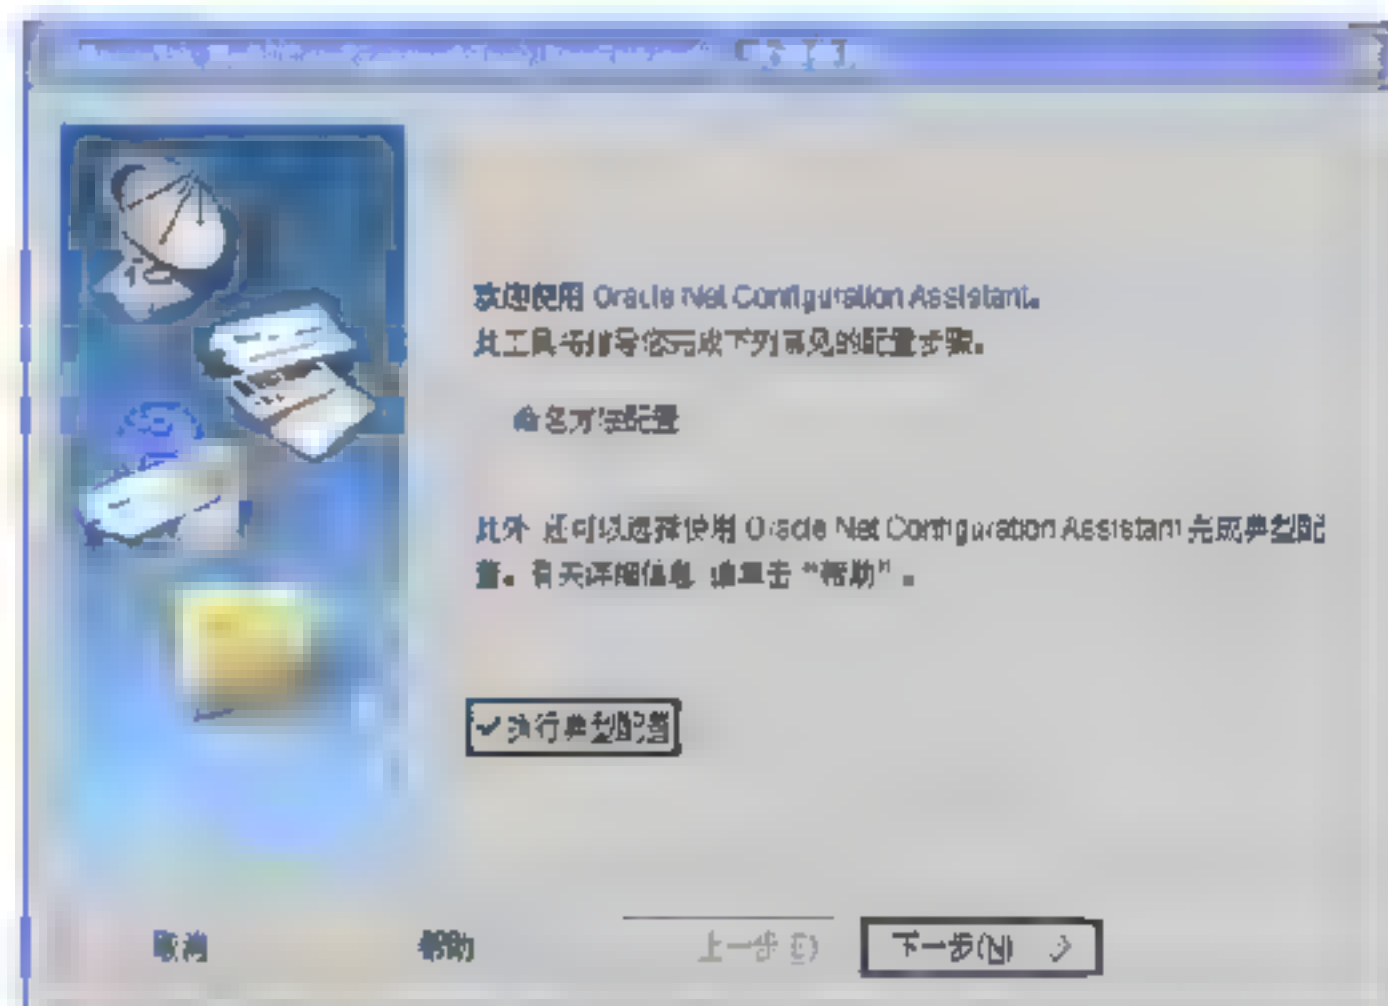 欢迎使用 Oracle Net Configuration Assistant。
此工具将指导您完成下列常见的配置步骤。
命名方法配置
此外 还可以选择使用 Oracle Net Configuration Assistant 完成典型配
置。有关详细信息 请单击 "帮助" 。
执行典型配置
取消 帮助 上一步 下一步(N)